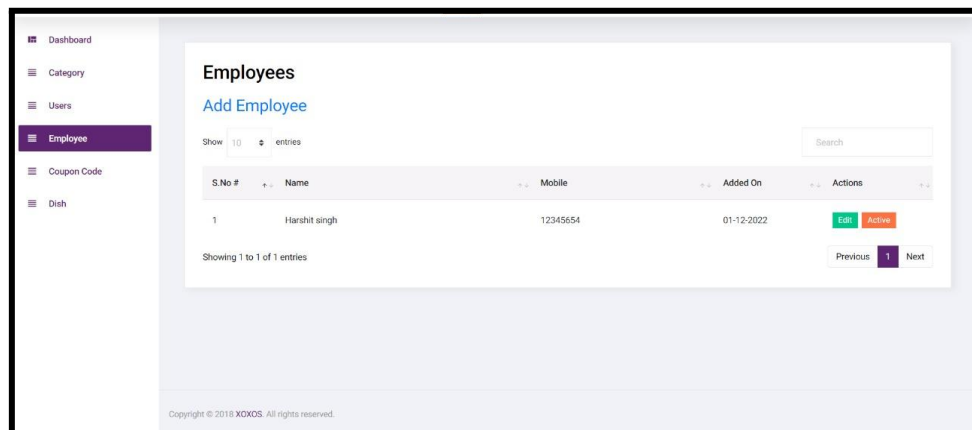 Dashboard
Category
Users
Employee
Coupon Code
Dish
Employees
Add Employee
Show 10 entries
Search
S.No # Name Mobile Added On Actions
1 Harshit singh 12345654 01-12-2022 Edit Active
Showing 1 to 1 of 1 entries
Previous 1 Next
Copyright © 2018 XOXOS. All rights reserved.